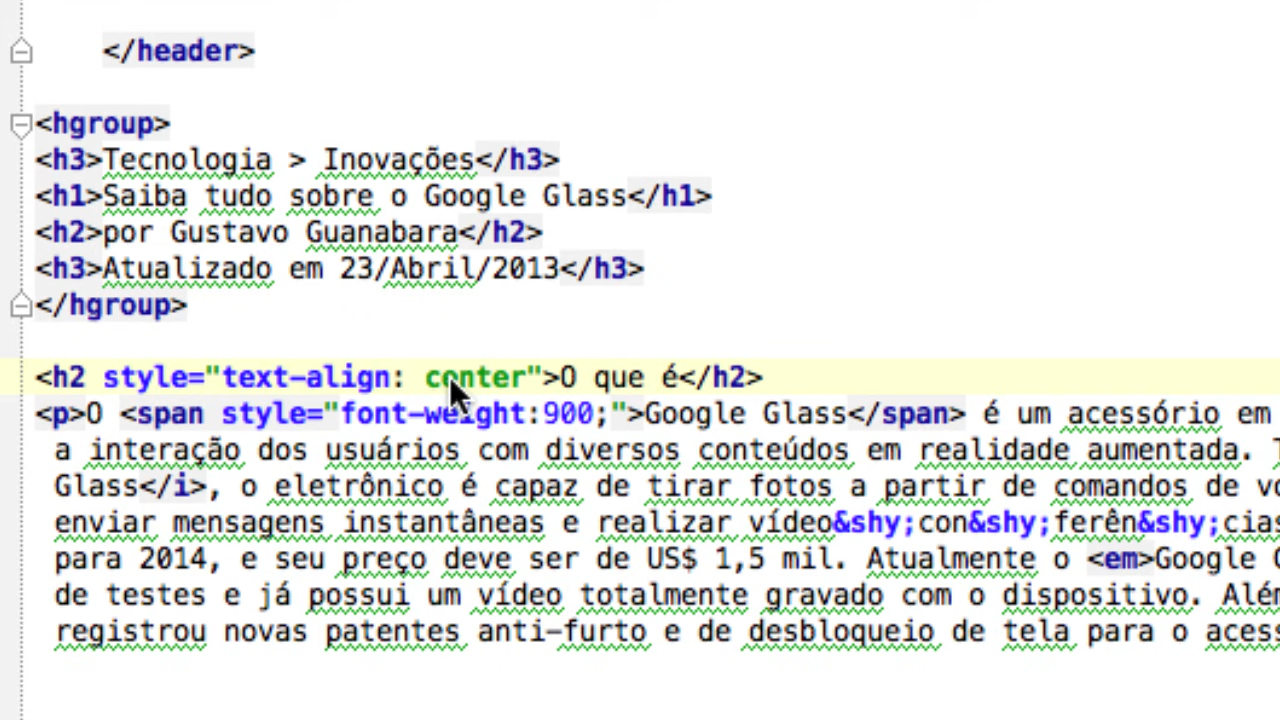 </header>
<hgroup>
<h3>Tecnologia > Inovações</h3>
<h1>Saiba tudo sobre o Google Glass</h1>
<h2>por Gustavo Guanabara</h2>
<h3>Atualizado em 23/Abril/2013</h3>
</hgroup>
<h2 style="text-align: center">O que é</h2>
<p>O <span style="font-weight:900;">Google Glass</span> é um acessório em
a interação dos usuários com diversos conteúdos em realidade aumentada.
Glass</i>, o eletrônico é capaz de tirar fotos a partir de comandos de
enviar mensagens instantâneas e realizar vídeo&shy;con&shy;ferên&shy;cias
para 2014, e seu preço deve ser de US$ 1,5 mil. Atualmente o <em>Google
de testes e já possui um vídeo totalmente gravado com o dispositivo.
registrou novas patentes anti-furto e de desbloqueio de tela para o